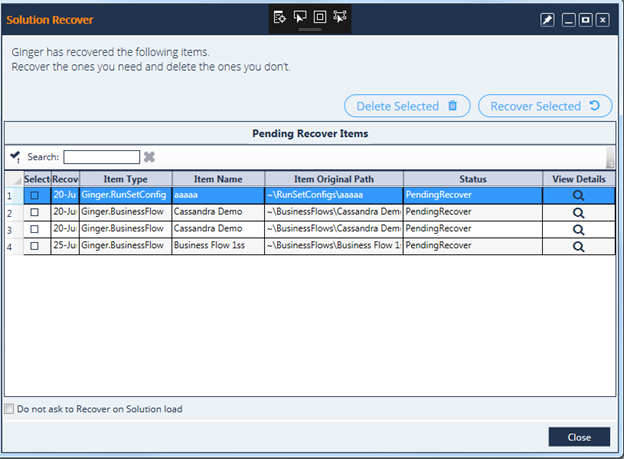 Solution Recover
Ginger has recovered the following items.
Recover the ones you need and delete the ones you don't.
Delete Selected
Recover Selected
Pending Recover Items
Search:
Select Recov Item Type Item Name Item Original Path Status View Details
1 20-Ju Ginger.RunSetConfig aaaaa ~\RunSetConfigs\aaaaa PendingRecover
2 20-Ju Ginger.BusinessFlow Cassandra Demo ~\BusinessFlows\Cassandra Dem PendingRecover
3 20-Ju Ginger.BusinessFlow Cassandra Demo ~\BusinessFlows\Cassandra Dem PendingRecover
4 25-Ju Ginger.BusinessFlow Business Flow 1ss ~\BusinessFlows\Business Flow 1s PendingRecover
Do not ask to Recover on Solution load
Close